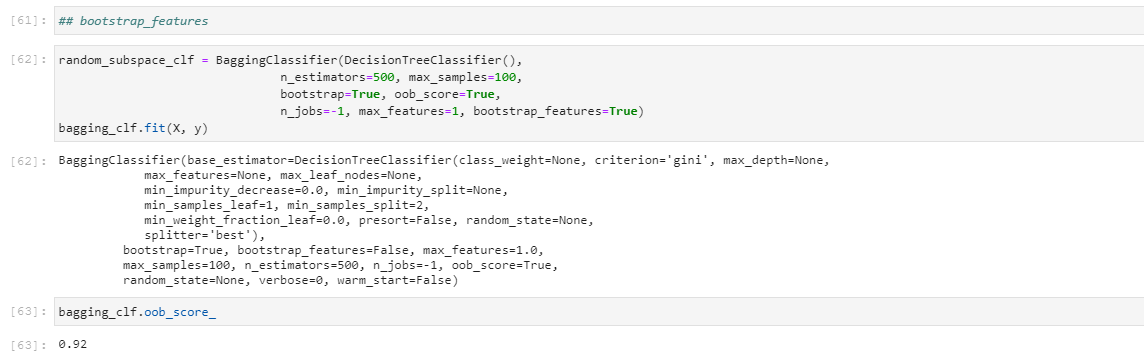 [61]: ## bootstrap_features
[62]: random_subspace_clf = BaggingClassifier(DecisionTreeClassifier(),
n_estimators=500, max_samples=100,
bootstrap=True, oob_score=True,
n_jobs=-1, max_features=1, bootstrap_features=True)
bagging_clf.fit(X, y)
[62]: BaggingClassifier(base_estimator=DecisionTreeClassifier(class_weight=None, criterion='gini', max_depth=None,
max_features=None, max_leaf_nodes=None,
min_impurity_decrease=0.0, min_impurity_split=None,
min_samples_leaf=1, min_samples_split=2,
min_weight_fraction_leaf=0.0, presort=False, random_state=None,
splitter='best'),
bootstrap=True, bootstrap_features=False, max_features=1.0,
max_samples=100, n_estimators=500, n_jobs=-1, oob_score=True,
random_state=None, verbose=0, warm_start=False)
[63]: bagging_clf.oob_score_
[63]: 0.92